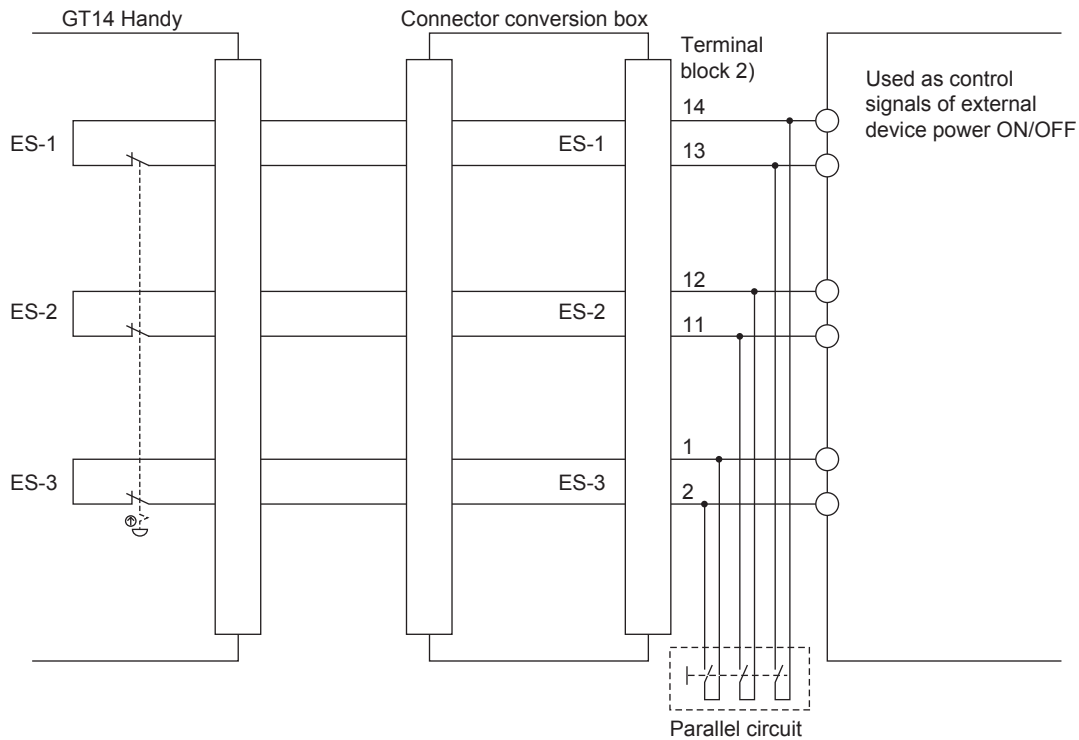 GT14 Handy
Connector conversion box
Terminal
block 2)
Used as control
signals of external
device power ON/OFF
14
ES-1
ES-1
13
12
ES-2
ES-2
11
1
ES-3
ES-3
2
Parallel circuit